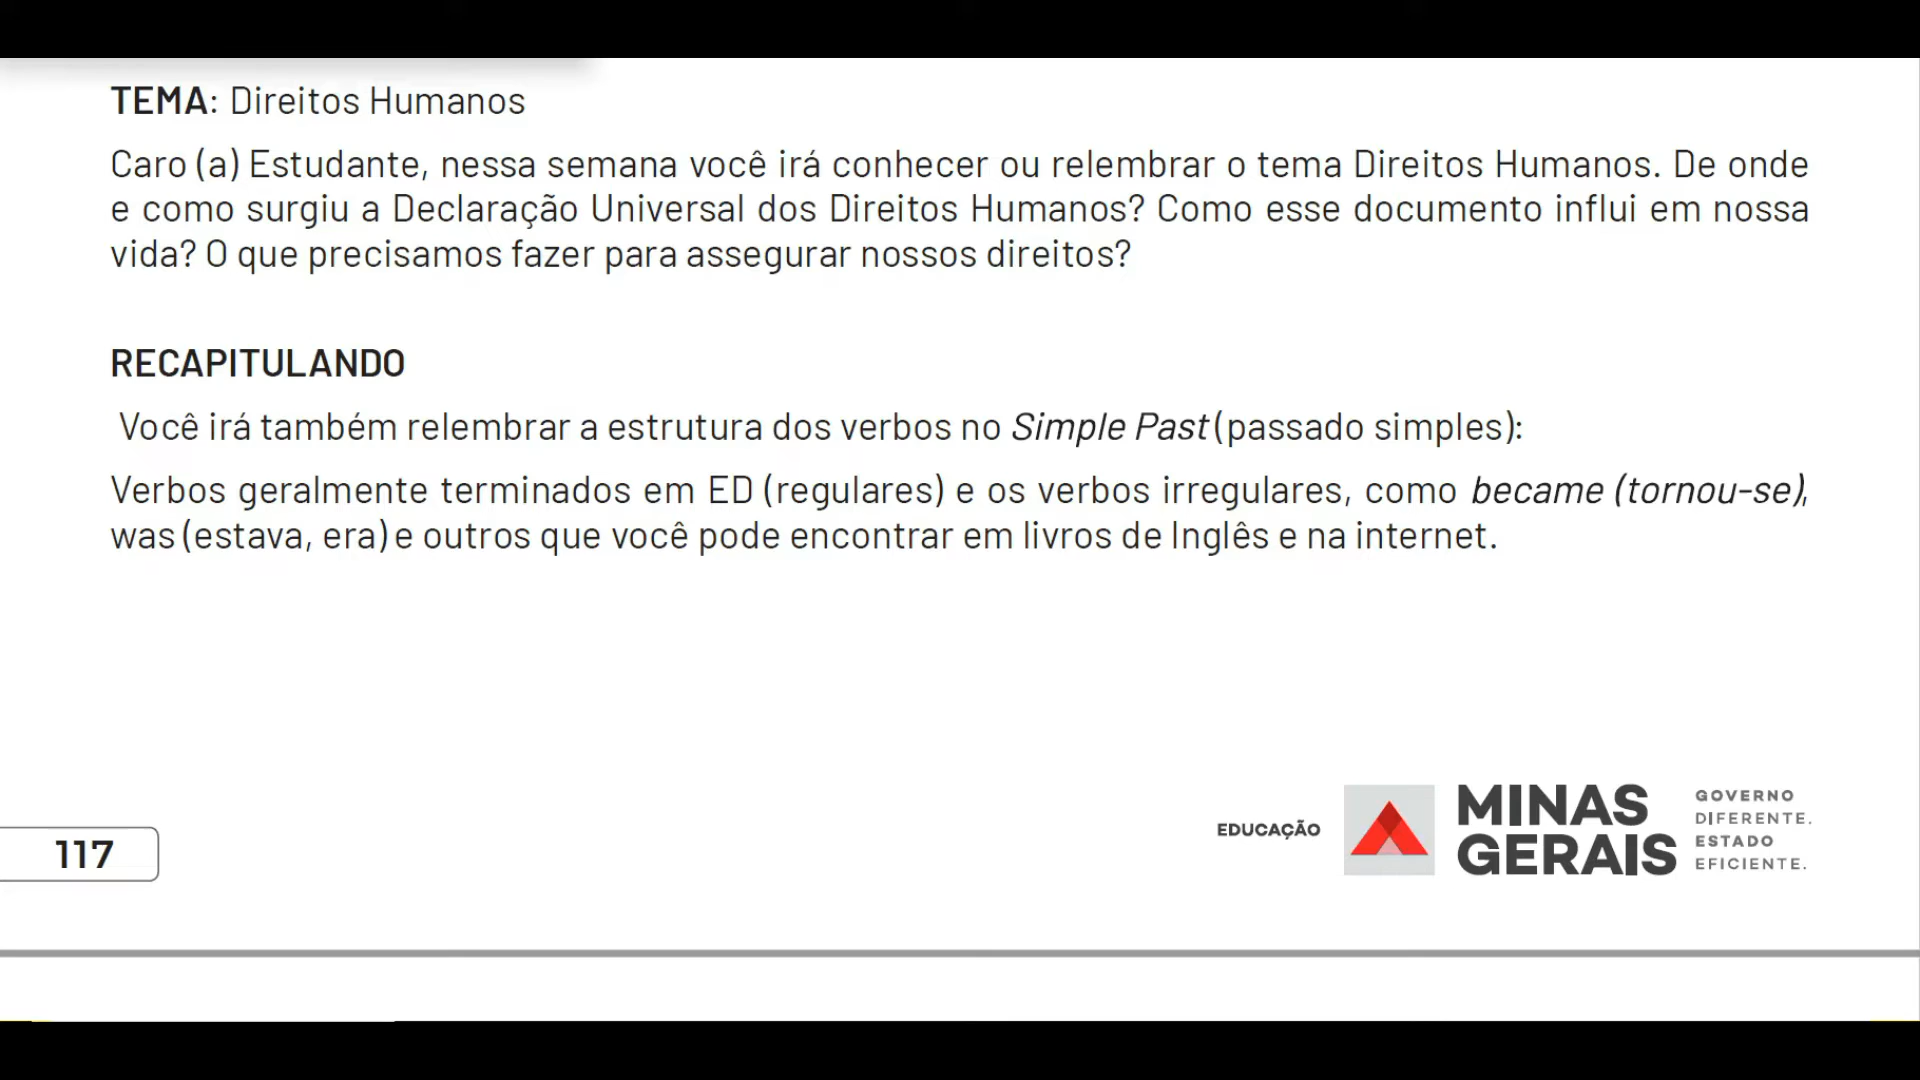 TEMA: Direitos Humanos
Caro (a) Estudante, nessa semana você irá conhecer ou relembrar o tema Direitos Humanos. De onde
e como surgiu a Declaração Universal dos Direitos Humanos? Como esse documento influi em nossa
vida? O que precisamos fazer para assegurar nossos direitos?
RECAPITULANDO
Você irá também relembrar a estrutura dos verbos no Simple Past (passado simples):
Verbos geralmente terminados em ED (regulares) e os verbos irregulares, como became (tornou-se),
was (estava, era) e outros que você pode encontrar em livros de Inglês e na internet.
117
EDUCAÇÃO
MINAS
GERAIS
GOVERNO
DIFERENTE.
ESTADO
EFICIENTE.